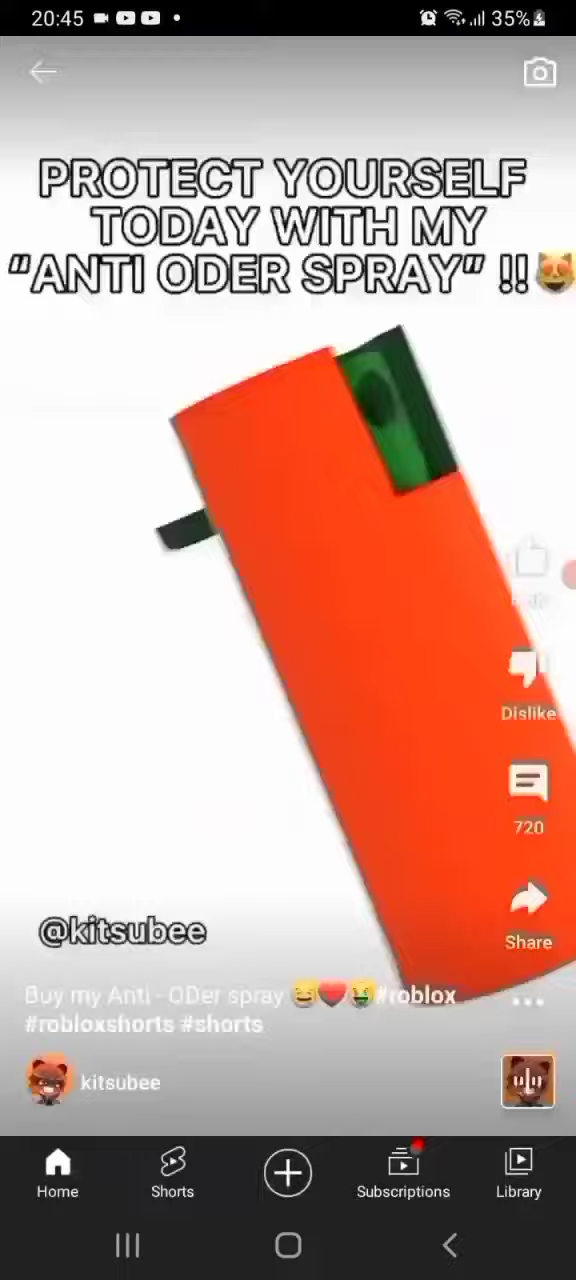 20:45
35%
PROTECT YOURSELF
TODAY WITH MY
"ANTI ODER SPRAY" !!
Dislike
720
Share
@kitsubee
Buy my Anti - ODer spray 😂❤️🤑#roblox
#robloxshorts #shorts
kitsubee
Home
Shorts
Subscriptions
Library